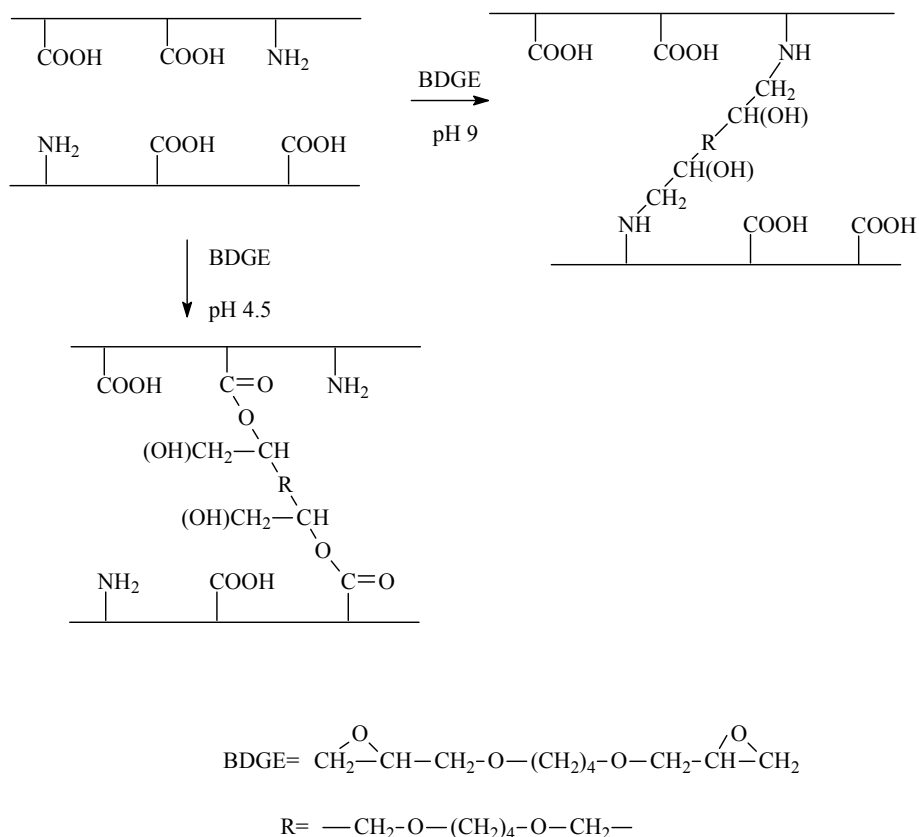 COOH COOH NH₂
NH₂ COOH COOH
BDGE
pH 9
COOH COOH NH
CH₂
CH(OH)
R
CH(OH)
CH₂
NH COOH COOH
BDGE
pH 4.5
COOH C=O NH₂
O
(OH)CH₂—CH
R
(OH)CH₂—CH
O
NH₂ COOH C=O
O O
BDGE= CH₂—CH—CH₂—O—(CH₂)₄—O—CH₂—CH—CH₂
R= —CH₂-O—(CH₂)₄-O—CH₂—